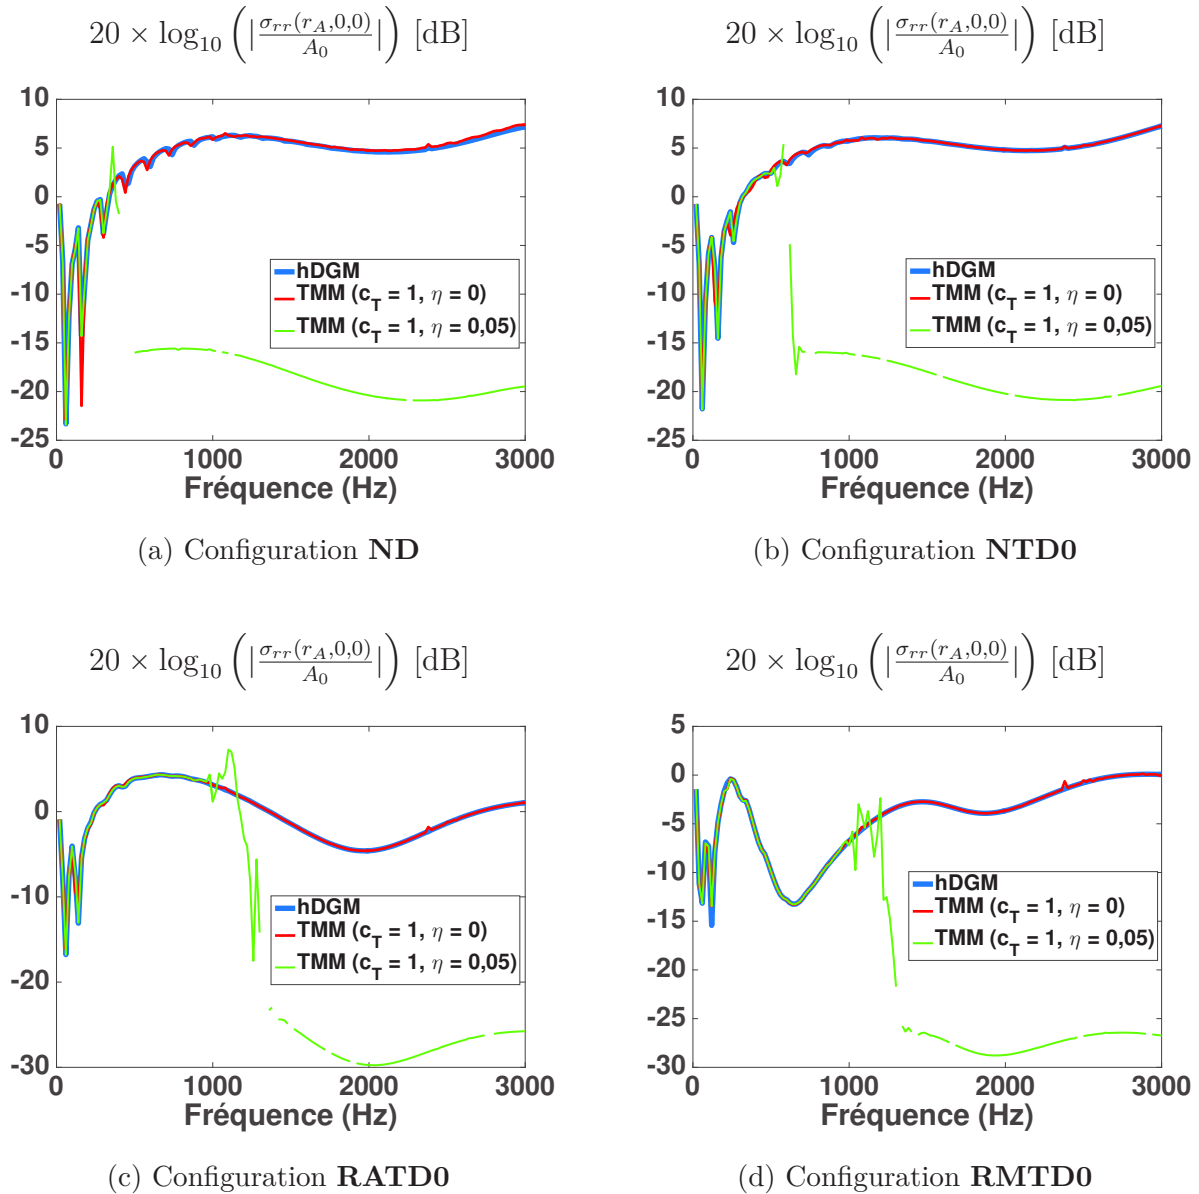 20 × log10 (|σrr(rA,0,0)/A0|) [dB]
10
5
0
-5
-10
-15
-20
-25
hDGM
TMM (cT = 1, η = 0)
TMM (cT = 1, η = 0,05)
0 1000 2000 3000
Fréquence (Hz)
(a) Configuration ND
20 × log10 (|σrr(rA,0,0)/A0|) [dB]
10
5
0
-5
-10
-15
-20
-25
hDGM
TMM (cT = 1, η = 0)
TMM (cT = 1, η = 0,05)
0 1000 2000 3000
Fréquence (Hz)
(b) Configuration NTD0
20 × log10 (|σrr(rA,0,0)/A0|) [dB]
10
0
-10
-20
-30
hDGM
TMM (cT = 1, η = 0)
TMM (cT = 1, η = 0,05)
0 1000 2000 3000
Fréquence (Hz)
(c) Configuration RATD0
20 × log10 (|σrr(rA,0,0)/A0|) [dB]
5
0
-5
-10
-15
-20
-25
-30
hDGM
TMM (cT = 1, η = 0)
TMM (cT = 1, η = 0,05)
0 1000 2000 3000
Fréquence (Hz)
(d) Configuration RMTD0